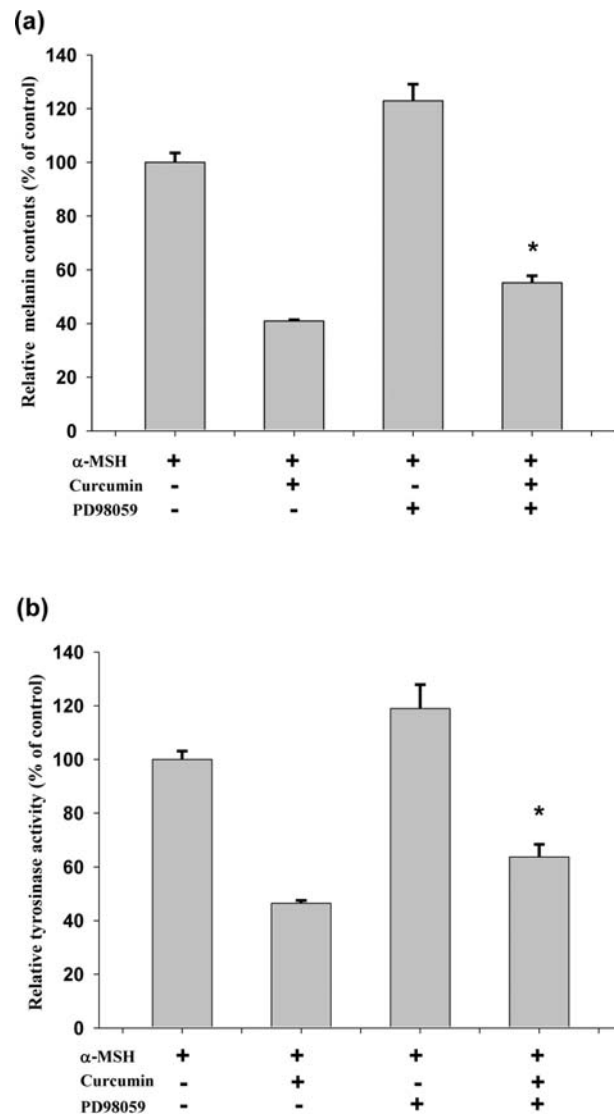 (a)
Relative melanin contents (% of control)
140
120
100
80
60
40
20
0
*
α-MSH + + + +
Curcumin - + - +
PD98059 - - + +
(b)
Relative tyrosinase activity (% of control)
140
120
100
80
60
40
20
0
*
α-MSH + + + +
Curcumin - + - +
PD98059 - - + +